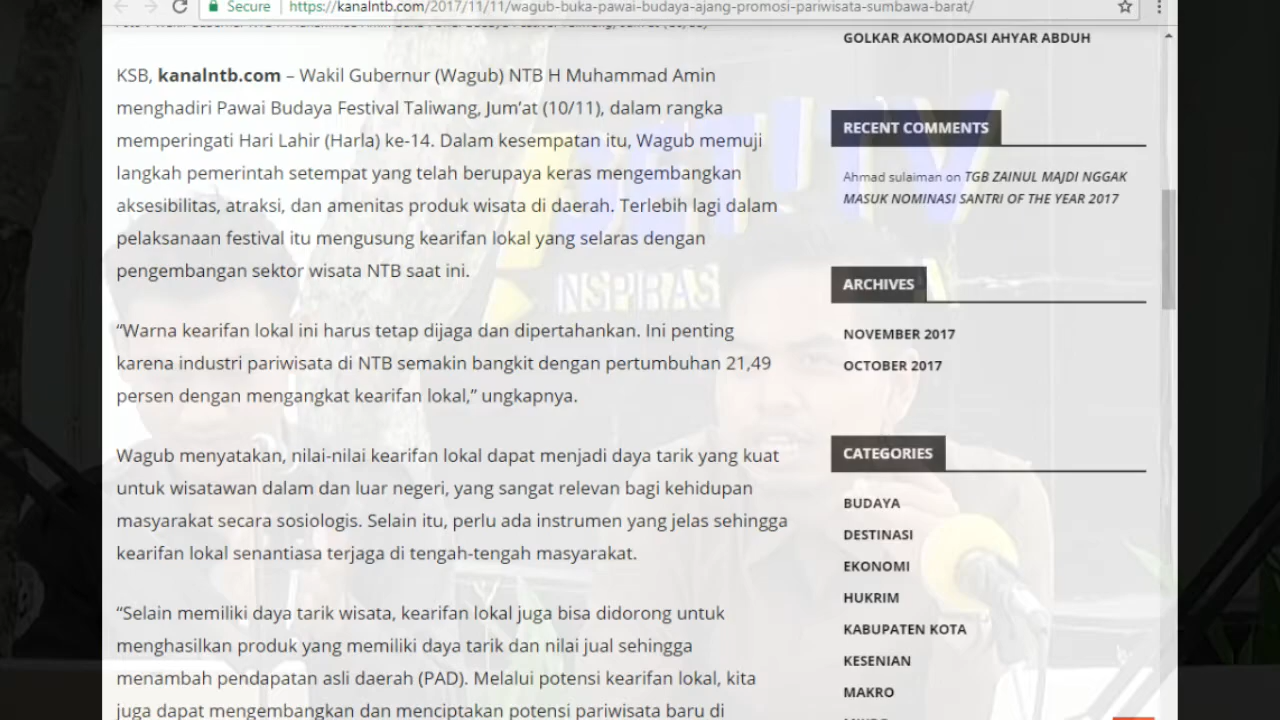 Secure
https://kanalntb.com/2017/11/11/wagub-buka-pawai-budaya-ajang-promosi-pariwisata-sumbawa-barat/
KSB, kanalntb.com – Wakil Gubernur (Wagub) NTB H Muhammad Amin
menghadiri Pawai Budaya Festival Taliwang, Jum’at (10/11), dalam rangka
memperingati Hari Lahir (Harla) ke-14. Dalam kesempatan itu, Wagub memuji
langkah pemerintah setempat yang telah berupaya keras mengembangkan
aksesibilitas, atraksi, dan amenitas produk wisata di daerah. Terlebih lagi dalam
pelaksanaan festival itu mengusung kearifan lokal yang selaras dengan
pengembangan sektor wisata NTB saat ini.
“Warna kearifan lokal ini harus tetap dijaga dan dipertahankan. Ini penting
karena industri pariwisata di NTB semakin bangkit dengan pertumbuhan 21,49
persen dengan mengangkat kearifan lokal,” ungkapnya.
Wagub menyatakan, nilai-nilai kearifan lokal dapat menjadi daya tarik yang kuat
untuk wisatawan dalam dan luar negeri, yang sangat relevan bagi kehidupan
masyarakat secara sosiologis. Selain itu, perlu ada instrumen yang jelas sehingga
kearifan lokal senantiasa terjaga di tengah-tengah masyarakat.
“Selain memiliki daya tarik wisata, kearifan lokal juga bisa didorong untuk
menghasilkan produk yang memiliki daya tarik dan nilai jual sehingga
menambah pendapatan asli daerah (PAD). Melalui potensi kearifan lokal, kita
juga dapat mengembangkan dan menciptakan potensi pariwisata baru di
GOLKAR AKOMODASI AHYAR ABDUH
RECENT COMMENTS
Ahmad sulaiman on TGB ZAINUL MAJDI NGGAK
MASUK NOMINASI SANTRI OF THE YEAR 2017
ARCHIVES
NOVEMBER 2017
OCTOBER 2017
CATEGORIES
BUDAYA
DESTINASI
EKONOMI
HUKRIM
KABUPATEN KOTA
KESENIAN
MAKRO
INSPIRAS